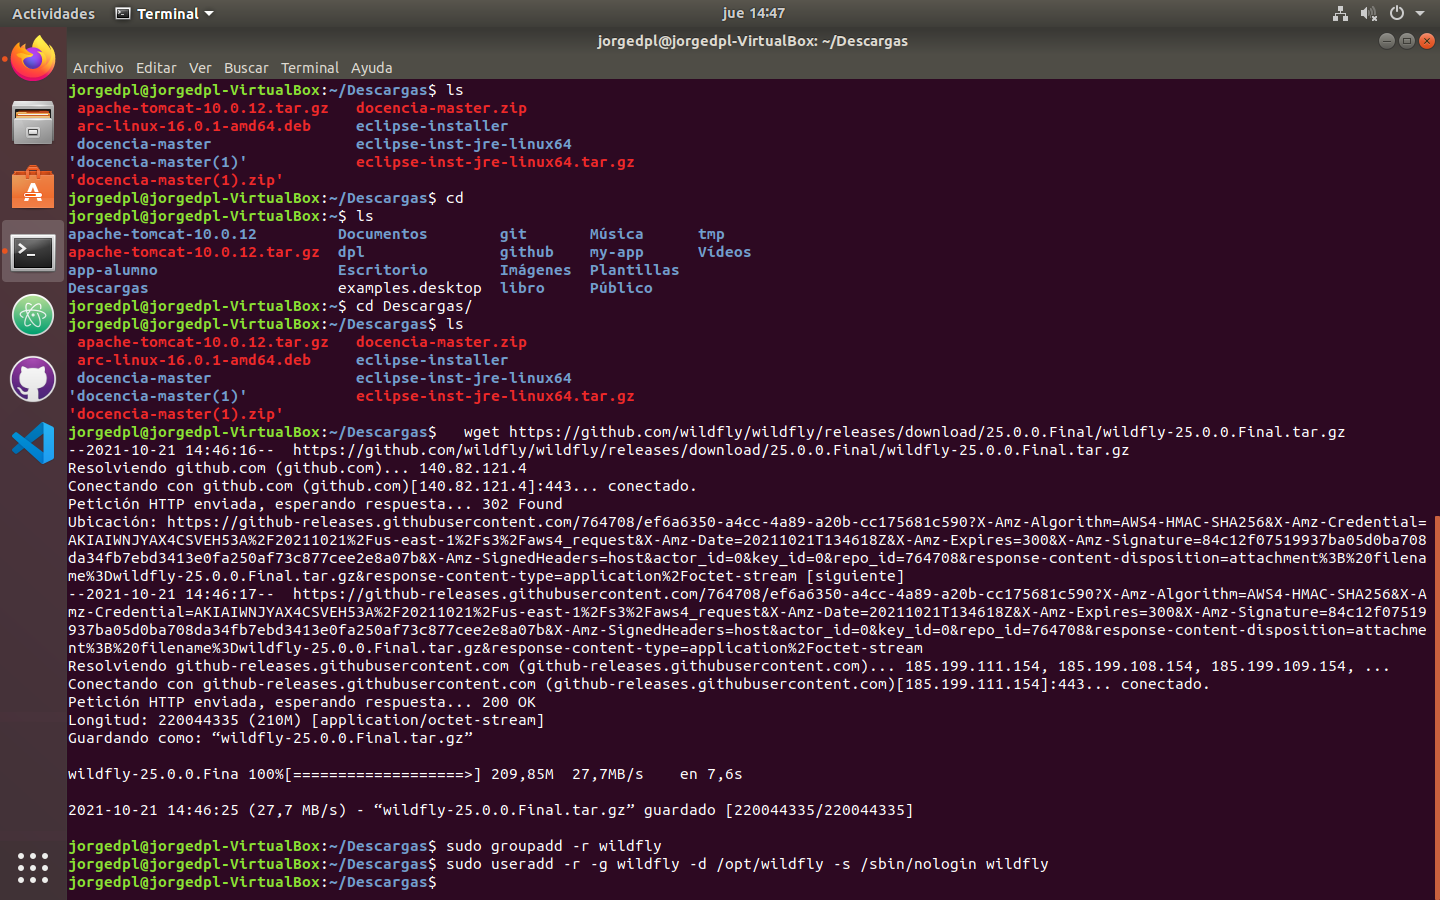 Actividades Terminal jue 14:47
jorgedpl@jorgedpl-VirtualBox: ~/Descargas
Archivo Editar Ver Buscar Terminal Ayuda
jorgedpl@jorgedpl-VirtualBox:~/Descargas$ ls
apache-tomcat-10.0.12.tar.gz docencia-master.zip
arc-linux-16.0.1-amd64.deb eclipse-installer
docencia-master eclipse-inst-jre-linux64
'docencia-master(1)' eclipse-inst-jre-linux64.tar.gz
'docencia-master(1).zip'
jorgedpl@jorgedpl-VirtualBox:~/Descargas$ cd
jorgedpl@jorgedpl-VirtualBox:~$ ls
apache-tomcat-10.0.12 Documentos git Música tmp
apache-tomcat-10.0.12.tar.gz dpl github my-app Vídeos
app-alumno Escritorio Imágenes Plantillas
Descargas examples.desktop libro Público
jorgedpl@jorgedpl-VirtualBox:~$ cd Descargas/
jorgedpl@jorgedpl-VirtualBox:~/Descargas$ ls
apache-tomcat-10.0.12.tar.gz docencia-master.zip
arc-linux-16.0.1-amd64.deb eclipse-installer
docencia-master eclipse-inst-jre-linux64
'docencia-master(1)' eclipse-inst-jre-linux64.tar.gz
'docencia-master(1).zip'
jorgedpl@jorgedpl-VirtualBox:~/Descargas$ wget https://github.com/wildfly/wildfly/releases/download/25.0.0.Final/wildfly-25.0.0.Final.tar.gz
--2021-10-21 14:46:16-- https://github.com/wildfly/wildfly/releases/download/25.0.0.Final/wildfly-25.0.0.Final.tar.gz
Resolviendo github.com (github.com)... 140.82.121.4
Conectando con github.com (github.com)[140.82.121.4]:443... conectado.
Petición HTTP enviada, esperando respuesta... 302 Found
Ubicación: https://github-releases.githubusercontent.com/764708/ef6a6350-a4cc-4a89-a20b-cc175681c590?X-Amz-Algorithm=AWS4-HMAC-SHA256&X-Amz-Credential=
AKIAIWNJYAX4CSVEH53A%2F20211021%2Fus-east-1%2Fs3%2Faws4_request&X-Amz-Date=20211021T134618Z&X-Amz-Expires=300&X-Amz-Signature=84c12f07519937ba05d0ba708
da34fb7ebd3413e0fa250af73c877cee2e8a07b&X-Amz-SignedHeaders=host&actor_id=0&key_id=0&repo_id=764708&response-content-disposition=attachment%3B%20filena
me%3Dwildfly-25.0.0.Final.tar.gz&response-content-type=application%2Foctet-stream [siguiente]
--2021-10-21 14:46:17-- https://github-releases.githubusercontent.com/764708/ef6a6350-a4cc-4a89-a20b-cc175681c590?X-Amz-Algorithm=AWS4-HMAC-SHA256&X-A
mz-Credential=AKIAIWNJYAX4CSVEH53A%2F20211021%2Fus-east-1%2Fs3%2Faws4_request&X-Amz-Date=20211021T134618Z&X-Amz-Expires=300&X-Amz-Signature=84c12f07519
937ba05d0ba708da34fb7ebd3413e0fa250af73c877cee2e8a07b&X-Amz-SignedHeaders=host&actor_id=0&key_id=0&repo_id=764708&response-content-disposition=attachme
nt%3B%20filename%3Dwildfly-25.0.0.Final.tar.gz&response-content-type=application%2Foctet-stream
Resolviendo github-releases.githubusercontent.com (github-releases.githubusercontent.com)... 185.199.111.154, 185.199.108.154, 185.199.109.154, ...
Conectando con github-releases.githubusercontent.com (github-releases.githubusercontent.com)[185.199.111.154]:443... conectado.
Petición HTTP enviada, esperando respuesta... 200 OK
Longitud: 220044335 (210M) [application/octet-stream]
Guardando como: “wildfly-25.0.0.Final.tar.gz”
wildfly-25.0.0.Fina 100%[===================>] 209,85M 27,7MB/s en 7,6s
2021-10-21 14:46:25 (27,7 MB/s) - “wildfly-25.0.0.Final.tar.gz” guardado [220044335/220044335]
jorgedpl@jorgedpl-VirtualBox:~/Descargas$ sudo groupadd -r wildfly
jorgedpl@jorgedpl-VirtualBox:~/Descargas$ sudo useradd -r -g wildfly -d /opt/wildfly -s /sbin/nologin wildfly
jorgedpl@jorgedpl-VirtualBox:~/Descargas$